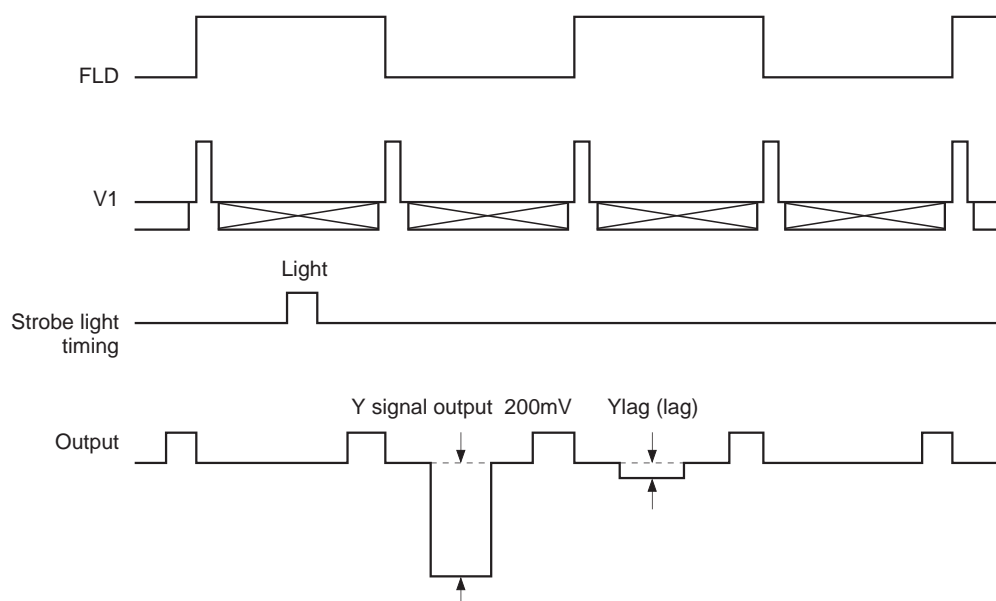 FLD
V1
Light
Strobe light
timing
Y signal output 200mV
Ylag (lag)
Output